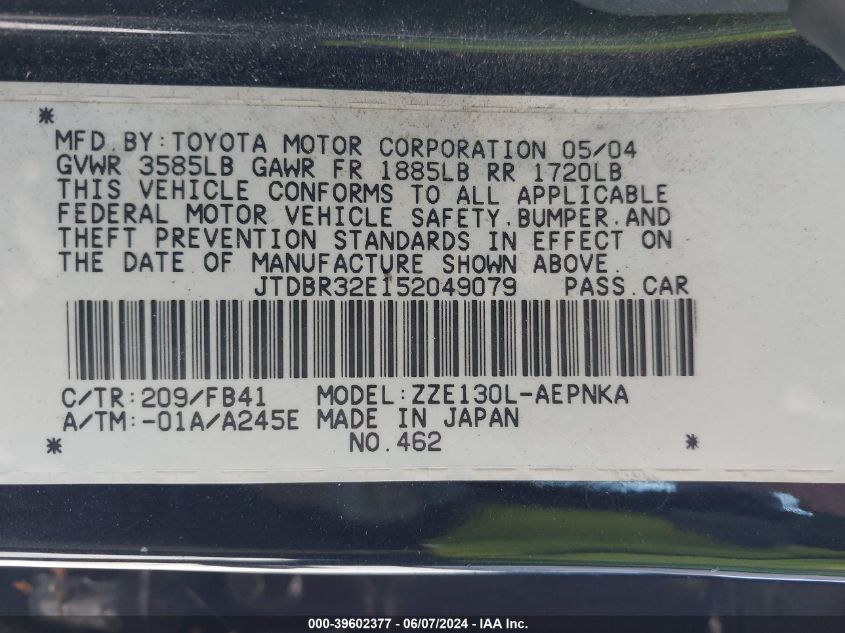 *
MFD.BY:TOYOTA MOTOR CORPORATION 05/04
GVWR 3585LB GAWR FR 1885LB RR 1720LB
THIS VEHICLE CONFORMS TO ALL APPLICABLE
FEDERAL MOTOR VEHICLE SAFETY,BUMPER,AND
THEFT PREVENTION STANDARDS IN EFFECT ON
THE DATE OF MANUFACTURE SHOWN ABOVE.
JTDBR32E152049079 PASS.CAR
C/TR:209/FB41 MODEL:ZZE130L-AEPNKA
A/TM:-01A/A245E MADE IN JAPAN
* NO.462 *
000-39602377 - 06/07/2024 - IAA Inc.